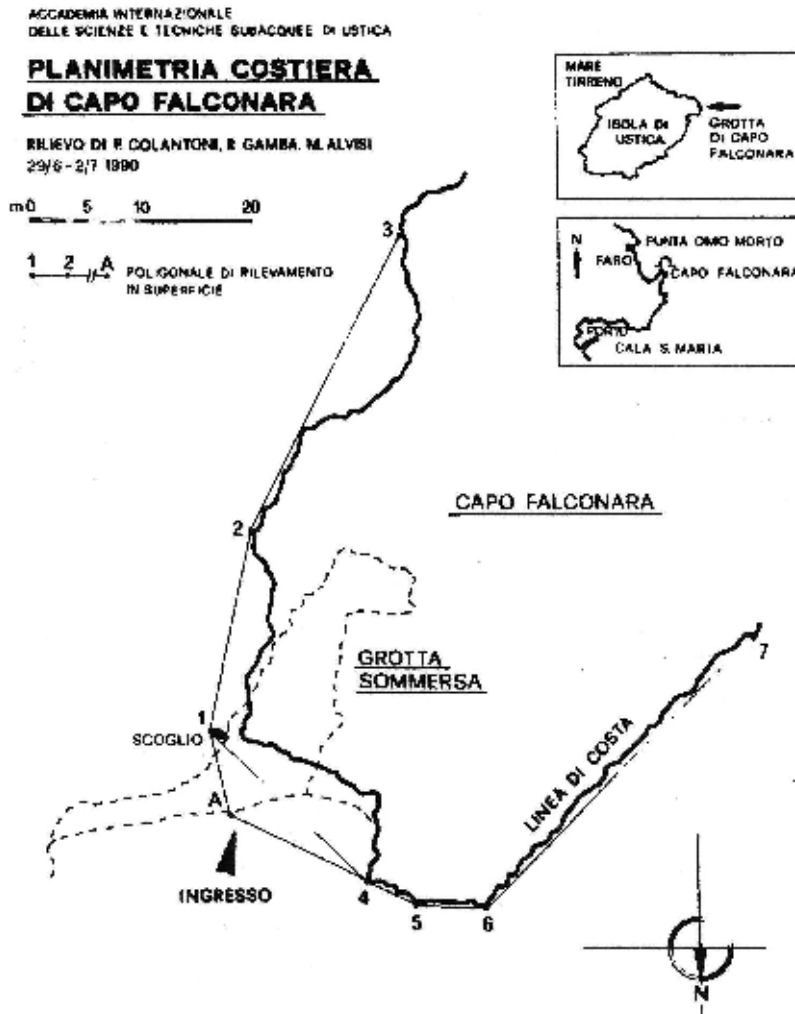 ACCADEMIA INTERNAZIONALE
DELLE SCIENZE E TECNICHE SUBACQUEE DI USTICA
PLANIMETRIA COSTIERA
DI CAPO FALCONARA
RILIEVO DI P. COLANTONI, R. GAMBA, M. ALVISI
29/6-2/7 1990
m 0 5 10 20
1 2 A
POLIGONALE DI RILEVAMENTO
IN SUPERFICIE
MARE
TIRRENO
ISOLA DI
USTICA
GROTTA
DI CAPO
FALCONARA
N
PUNTA OMO MORTO
FARO
CAPO FALCONARA
PORTO
CALA S. MARIA
3
2
CAPO FALCONARA
GROTTA
SOMMERSA
7
1
SCOGLIO
LINEA DI COSTA
A
INGRESSO
4
5
6
N